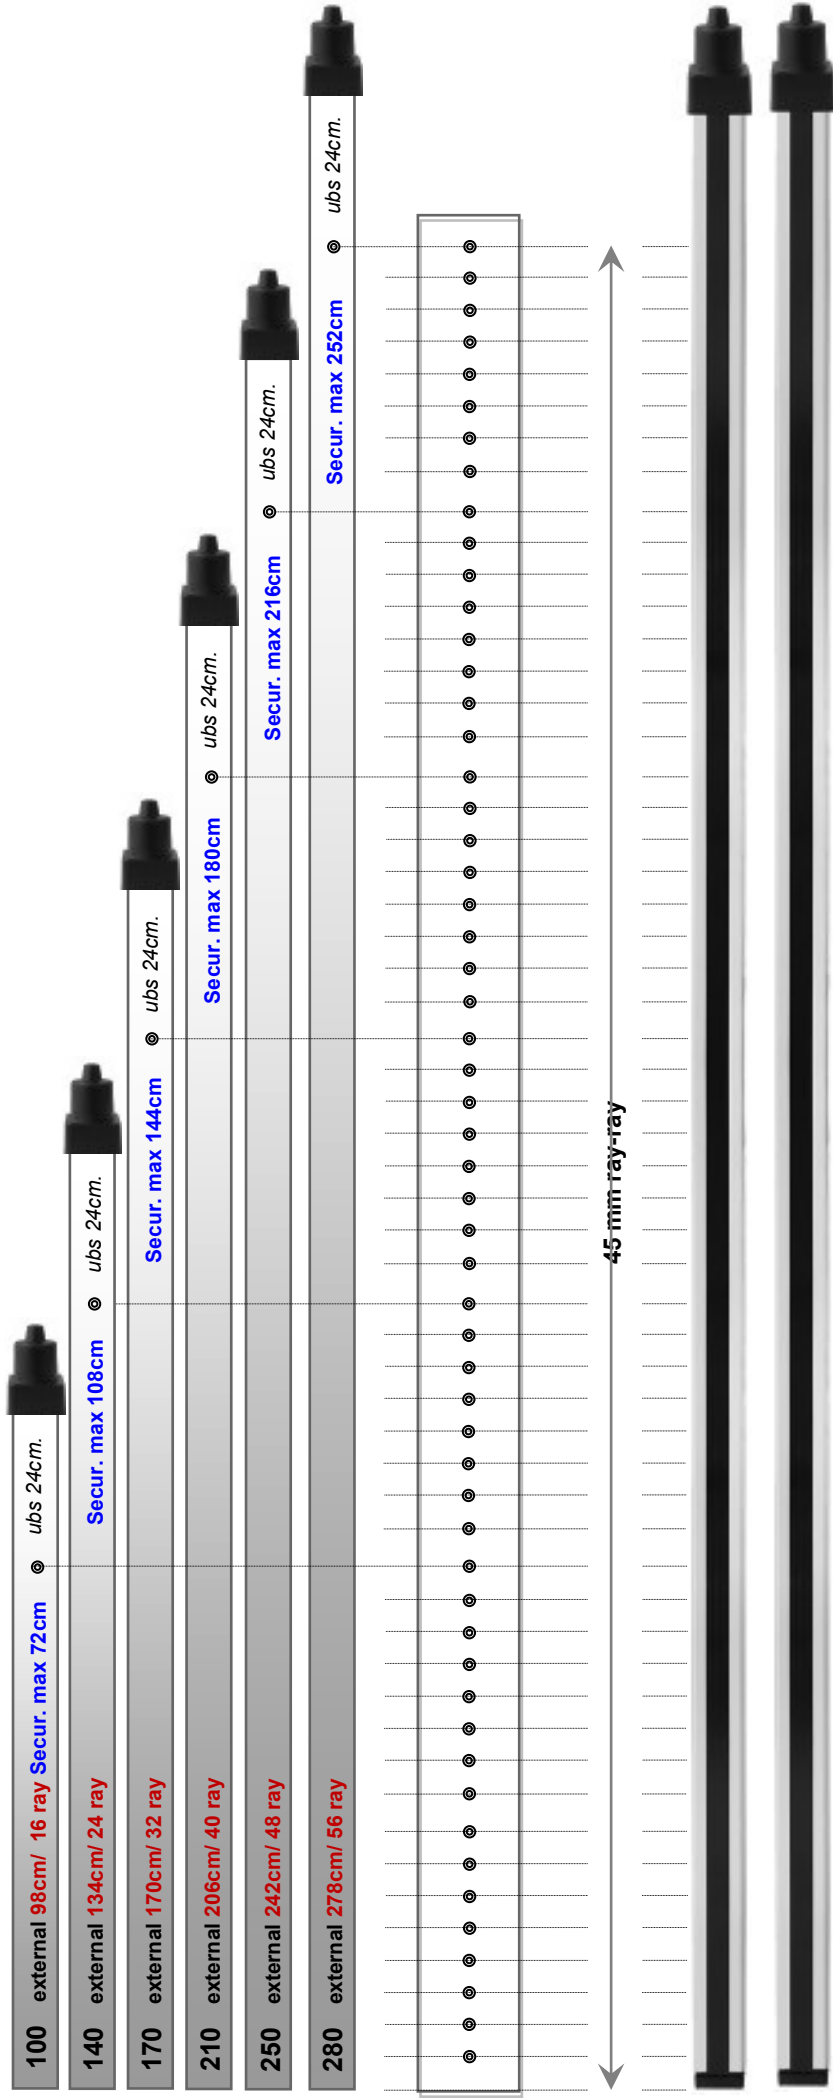 100 external 98cm/ 16 ray Secur. max 72cm ubs 24cm.
140 external 134cm/ 24 ray Secur. max 108cm ubs 24cm.
170 external 170cm/ 32 ray Secur. max 144cm ubs 24cm.
210 external 206cm/ 40 ray Secur. max 180cm ubs 24cm.
250 external 242cm/ 48 ray Secur. max 216cm ubs 24cm.
280 external 278cm/ 56 ray Secur. max 252cm ubs 24cm.
45 mm ray-ray